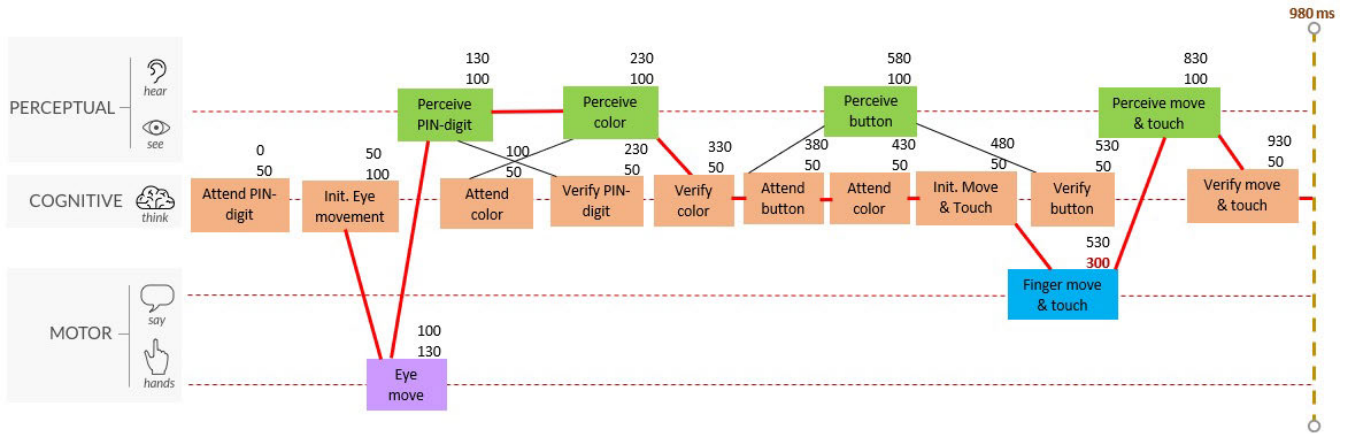 980 ms
130
100
Perceive
PIN-digit
230
100
Perceive
color
580
100
Perceive
button
830
100
Perceive move
& touch
PERCEPTUAL
hear
see
COGNITIVE
think
0
50
Attend PIN-
digit
50
100
Init. Eye
movement
100
50
Attend
color
230
50
Verify PIN-
digit
330
50
Verify
color
380
50
Attend
button
430
50
Attend
color
480
50
Init. Move
& Touch
530
50
Verify
button
930
50
Verify move
& touch
MOTOR
say
hands
530
300
Finger move
& touch
100
130
Eye
move